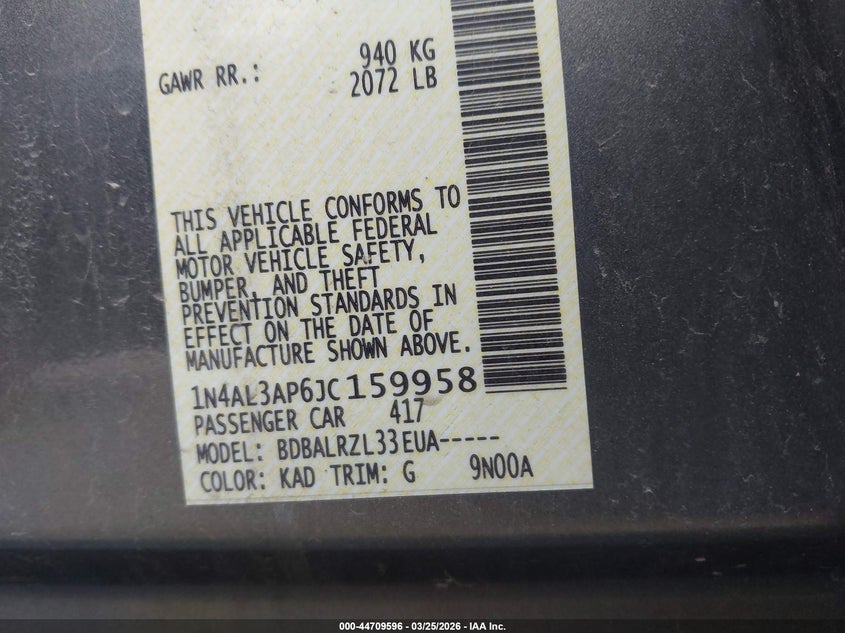 940 KG
GAWR RR.: 2072 LB
THIS VEHICLE CONFORMS TO
ALL APPLICABLE FEDERAL
MOTOR VEHICLE SAFETY,
BUMPER, AND THEFT
PREVENTION STANDARDS IN
EFFECT ON THE DATE OF
MANUFACTURE SHOWN ABOVE.
1N4AL3AP6JC159958
PASSENGER CAR 417
MODEL: BDBALRZL33EUA-----
COLOR: KAD TRIM: G 9N00A
000-44709596 - 03/25/2026 - IAA Inc.